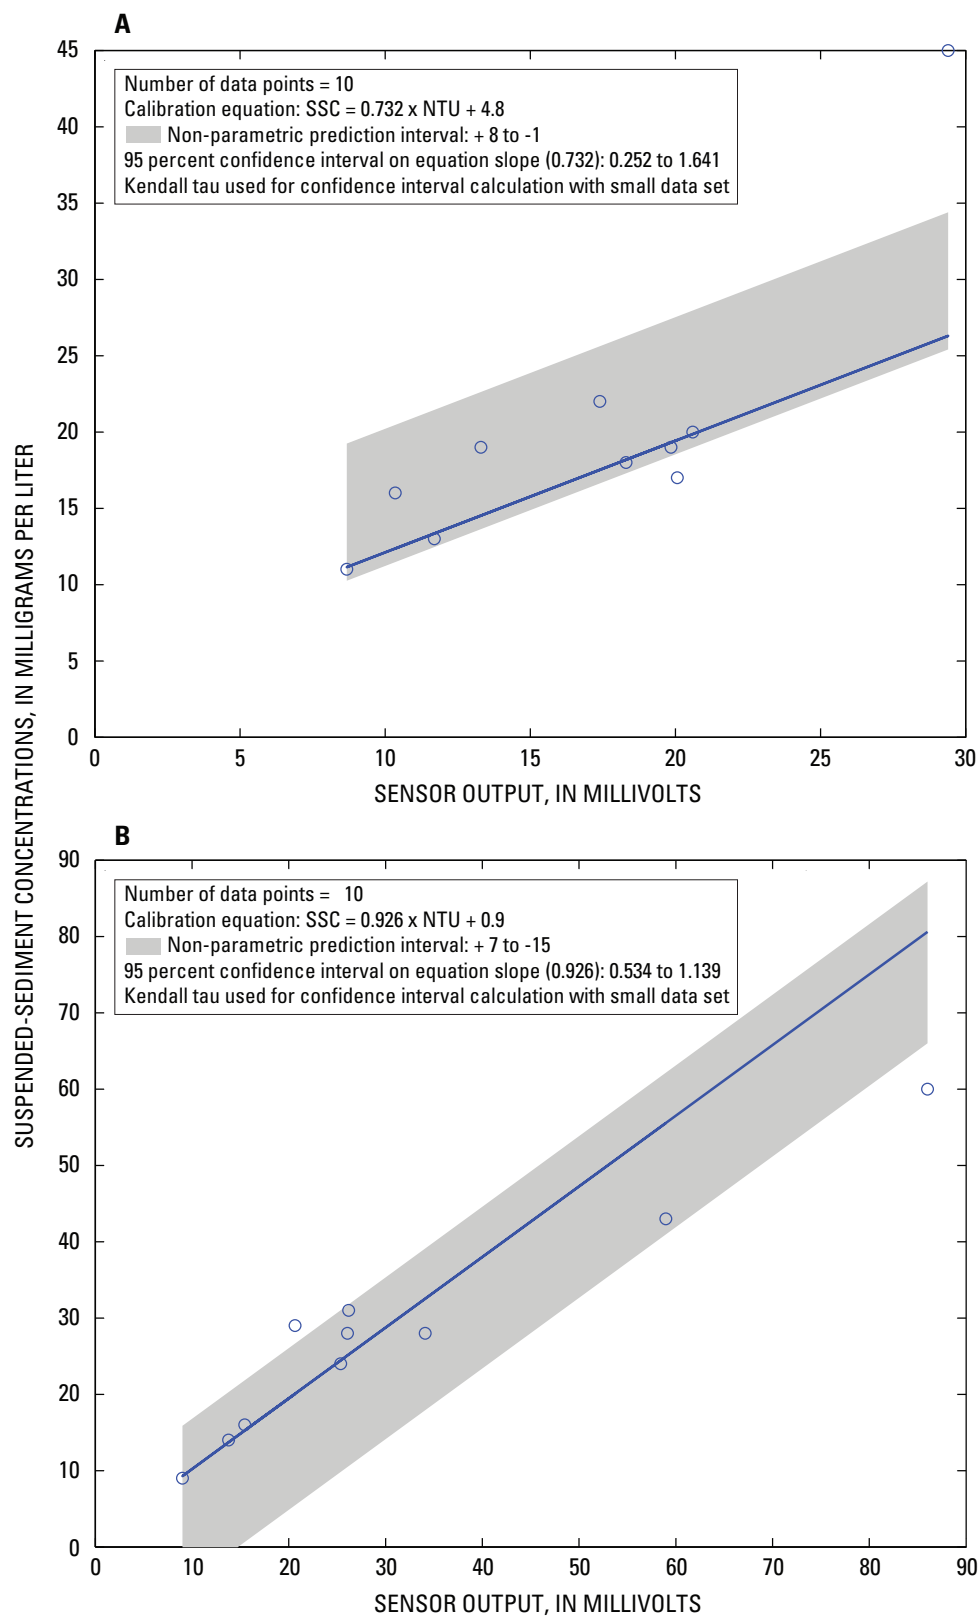 A
45
Number of data points = 10
Calibration equation: SSC = 0.732 x NTU + 4.8
Non-parametric prediction interval: + 8 to -1
95 percent confidence interval on equation slope (0.732): 0.252 to 1.641
Kendall tau used for confidence interval calculation with small data set
40
35
30
25
20
15
10
5
0
0 5 10 15 20 25 30
SENSOR OUTPUT, IN MILLIVOLTS
SUSPENDED-SEDIMENT CONCENTRATIONS, IN MILLIGRAMS PER LITER
B
90
Number of data points = 10
Calibration equation: SSC = 0.926 x NTU + 0.9
Non-parametric prediction interval: + 7 to -15
95 percent confidence interval on equation slope (0.926): 0.534 to 1.139
Kendall tau used for confidence interval calculation with small data set
80
70
60
50
40
30
20
10
0
0 10 20 30 40 50 60 70 80 90
SENSOR OUTPUT, IN MILLIVOLTS